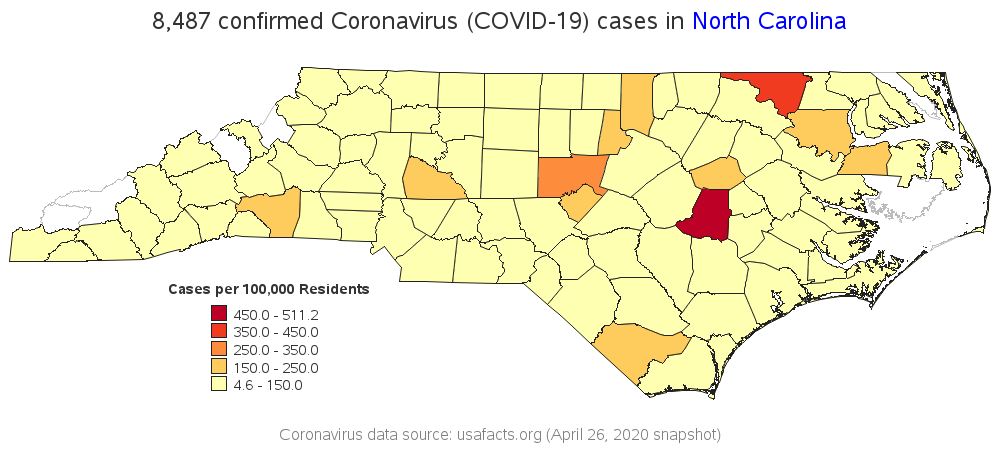 8,487 confirmed Coronavirus (COVID-19) cases in North Carolina
Cases per 100,000 Residents
450.0 - 511.2
350.0 - 450.0
250.0 - 350.0
150.0 - 250.0
4.6 - 150.0
Coronavirus data source: usafacts.org (April 26, 2020 snapshot)